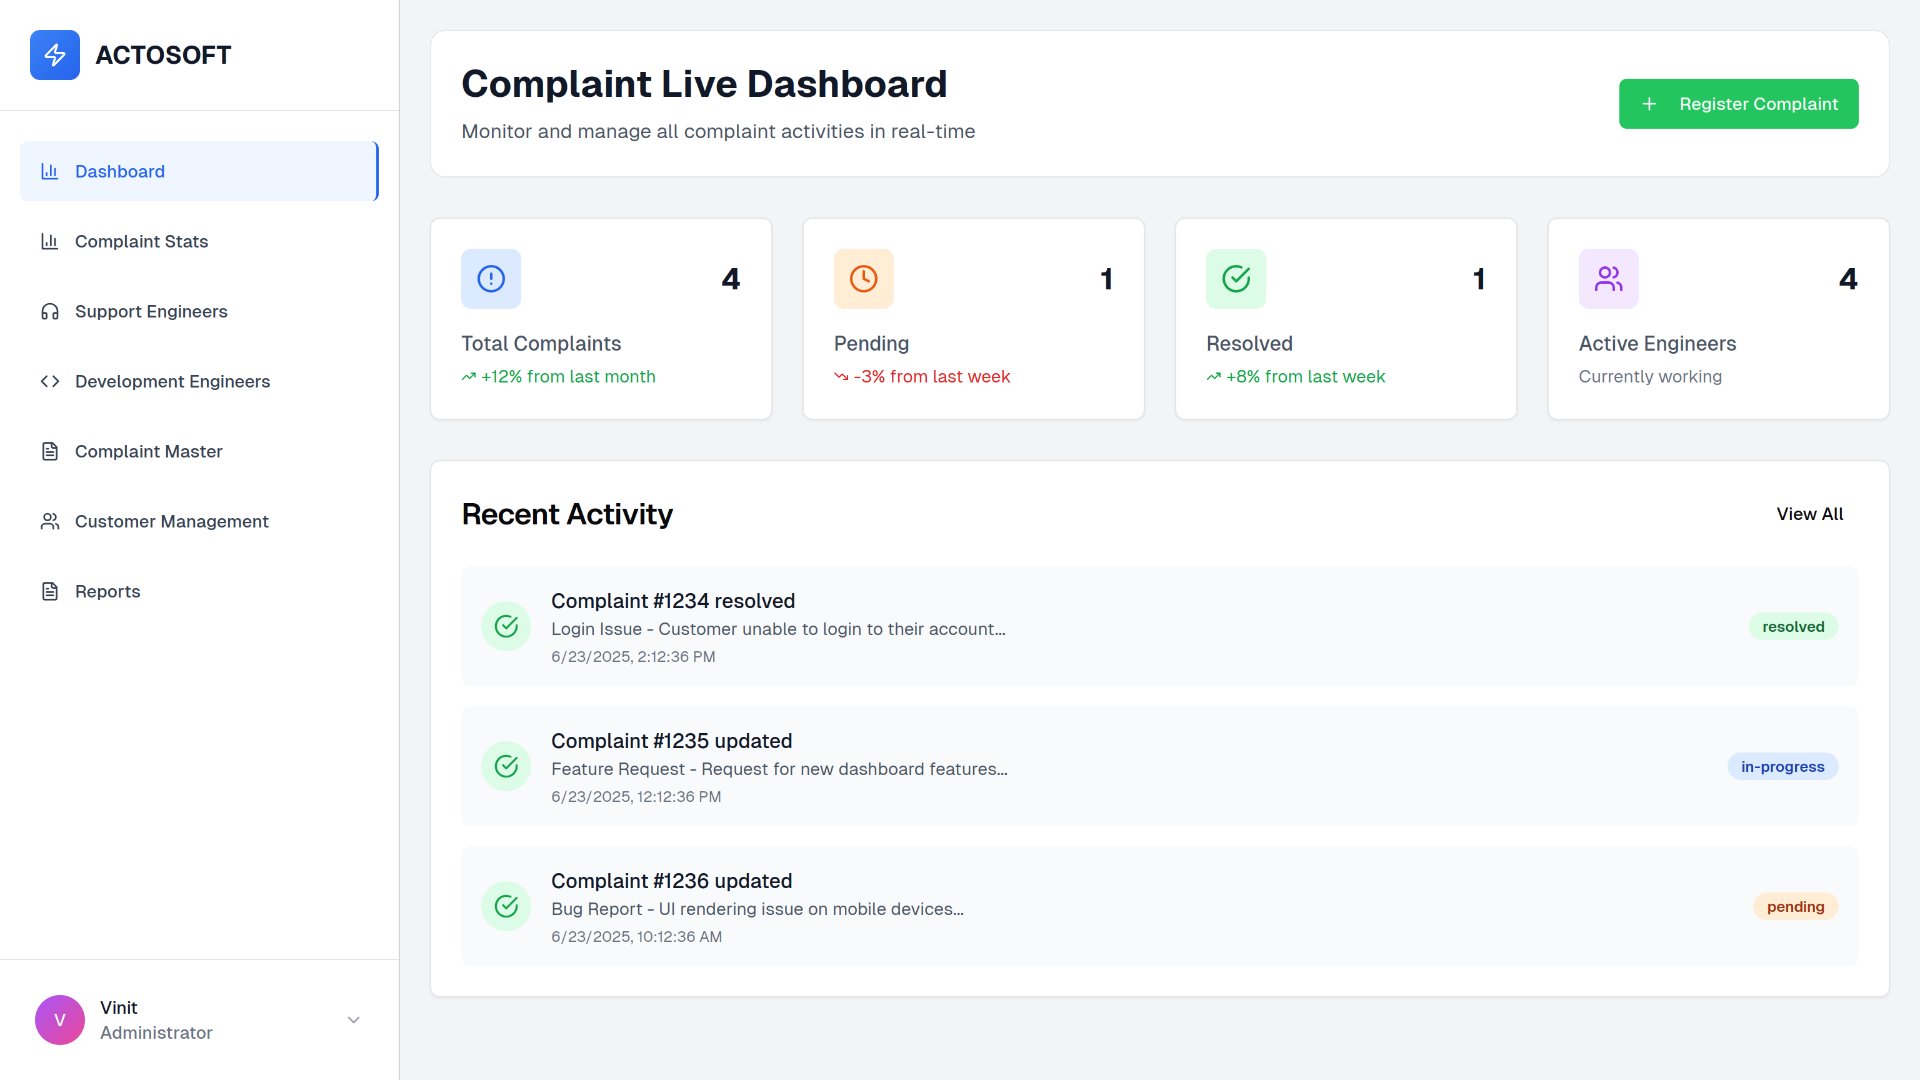 ACTOSOFT
Dashboard
Complaint Stats
Support Engineers
Development Engineers
Complaint Master
Customer Management
Reports
V
Vinit
Administrator
Complaint Live Dashboard
Monitor and manage all complaint activities in real-time
Register Complaint
4
Total Complaints
+12% from last month
1
Pending
-3% from last week
1
Resolved
+8% from last week
4
Active Engineers
Currently working
Recent Activity
View All
Complaint #1234 resolved
Login Issue - Customer unable to login to their account...
6/23/2025, 2:12:36 PM
resolved
Complaint #1235 updated
Feature Request - Request for new dashboard features...
6/23/2025, 12:12:36 PM
in-progress
Complaint #1236 updated
Bug Report - UI rendering issue on mobile devices...
6/23/2025, 10:12:36 AM
pending